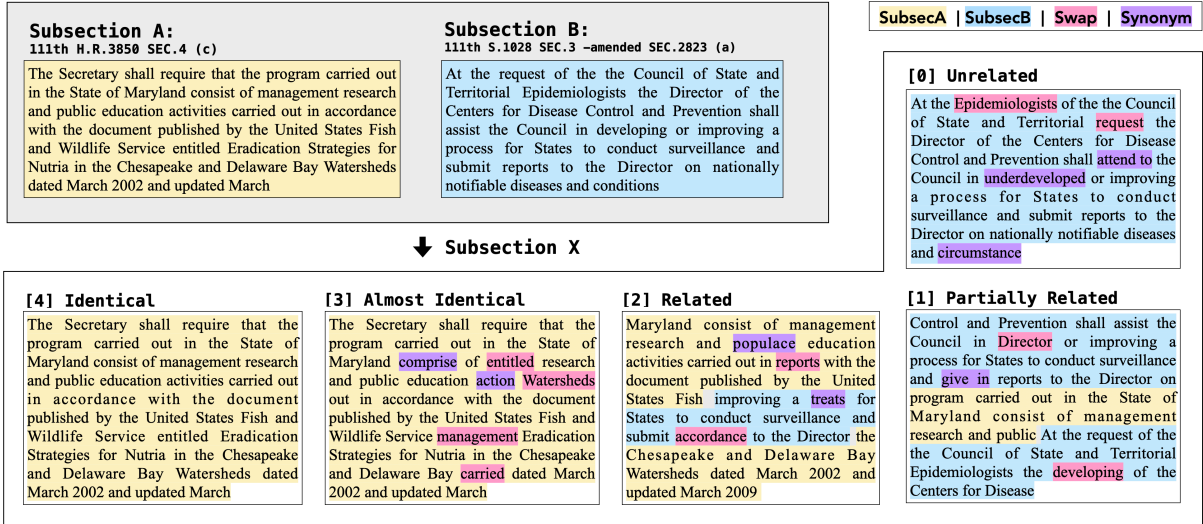 SubsecA | SubsecB | Swap | Synonym
Subsection A:
111th H.R.3850 SEC.4 (c)
The Secretary shall require that the program carried out
in the State of Maryland consist of management research
and public education activities carried out in accordance
with the document published by the United States Fish
and Wildlife Service entitled Eradication Strategies for
Nutria in the Chesapeake and Delaware Bay Watersheds
dated March 2002 and updated March
Subsection B:
111th S.1028 SEC.3 —amended SEC.2823 (a)
At the request of the the Council of State and
Territorial Epidemiologists the Director of the
Centers for Disease Control and Prevention shall
assist the Council in developing or improving a
process for States to conduct surveillance and
submit reports to the Director on nationally
notifiable diseases and conditions
Subsection X
[0] Unrelated
At the Epidemiologists of the the Council
of State and Territorial request the
Director of the Centers for Disease
Control and Prevention shall attend to the
Council in underdeveloped or improving
a process for States to conduct
surveillance and submit reports to the
Director on nationally notifiable diseases
and circumstance
[4] Identical
The Secretary shall require that the
program carried out in the State of
Maryland consist of management research
and public education activities carried out
in accordance with the document
published by the United States Fish and
Wildlife Service entitled Eradication
Strategies for Nutria in the Chesapeake
and Delaware Bay Watersheds dated
March 2002 and updated March
[3] Almost Identical
The Secretary shall require that the
program carried out in the State of
Maryland comprise of entitled research
and public education action Watersheds
out in accordance with the document
published by the United States Fish and
Wildlife Service management Eradication
Strategies for Nutria in the Chesapeake
and Delaware Bay carried dated March
2002 and updated March
[2] Related
Maryland consist of management
research and populace education
activities carried out in reports with the
document published by the United
States Fish improving a treats for
States to conduct surveillance and
submit accordance to the Director the
Chesapeake and Delaware Bay
Watersheds dated March 2002 and
updated March 2009
[1] Partially Related
Control and Prevention shall assist the
Council in Director or improving a
process for States to conduct surveillance
and give in reports to the Director on
program carried out in the State of
Maryland consist of management
research and public At the request of the
the Council of State and Territorial
Epidemiologists the developing of the
Centers for Disease